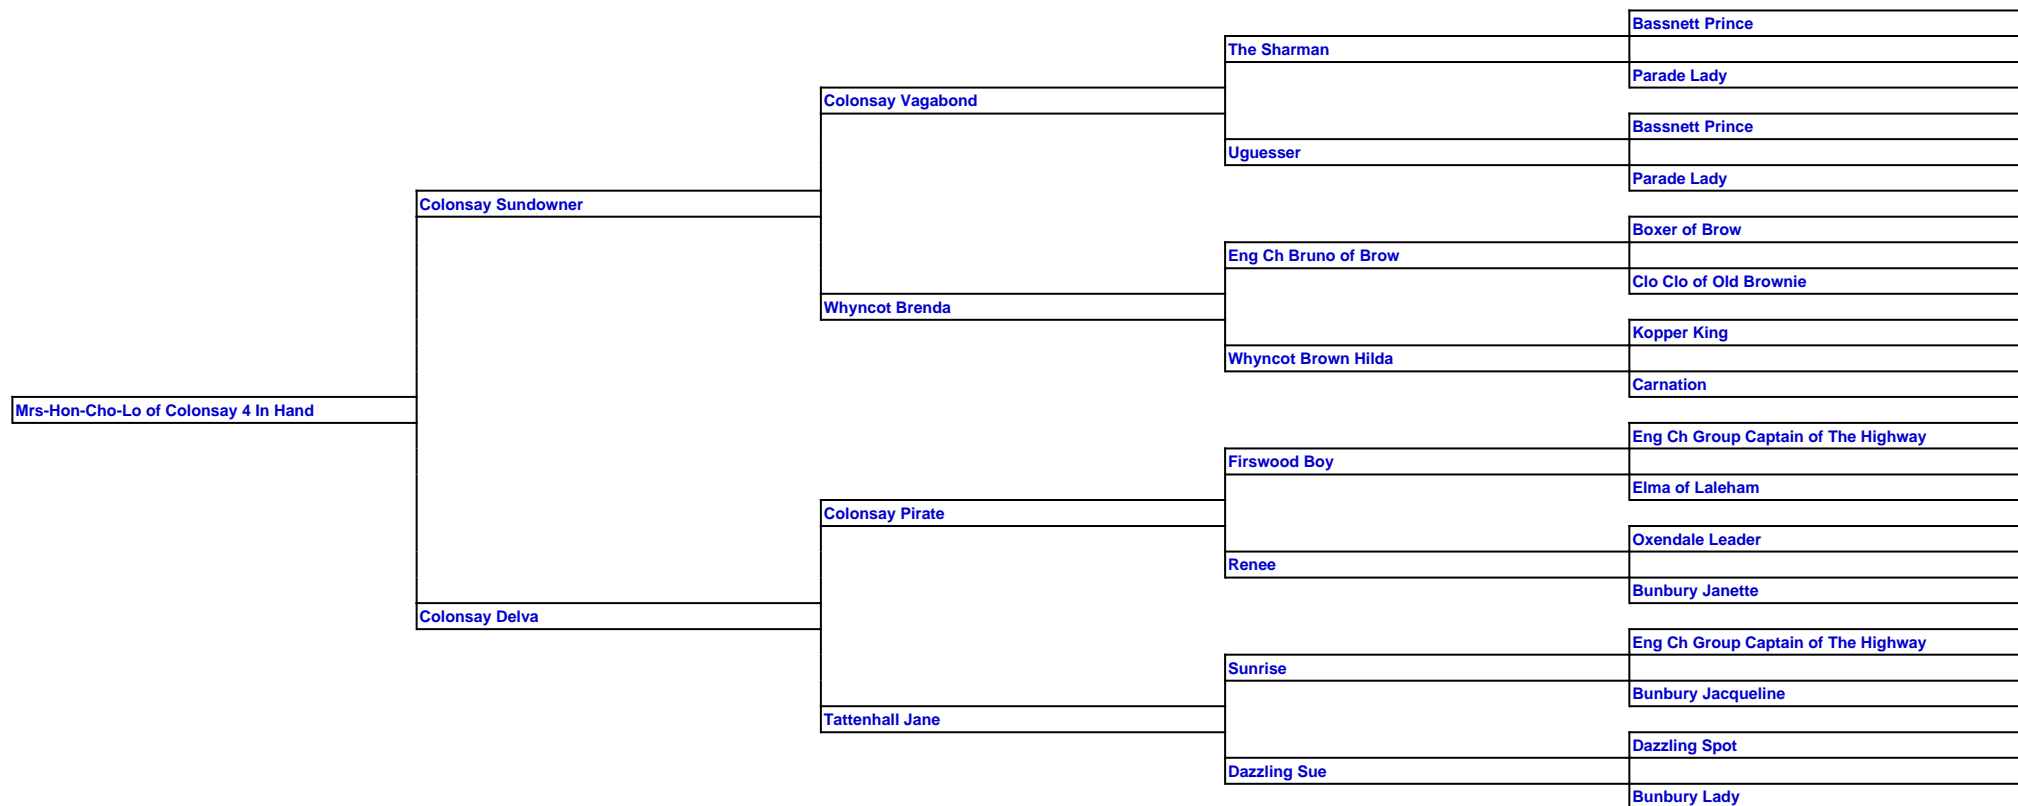 Bassnett Prince
The Sharman
Parade Lady
Colonsay Vagabond
Bassnett Prince
Uguesser
Parade Lady
Colonsay Sundowner
Boxer of Brow
Eng Ch Bruno of Brow
Clo Clo of Old Brownie
Whyncot Brenda
Kopper King
Whyncot Brown Hilda
Carnation
Mrs-Hon-Cho-Lo of Colonsay 4 In Hand
Eng Ch Group Captain of The Highway
Firswood Boy
Elma of Laleham
Colonsay Pirate
Oxendale Leader
Renee
Bunbury Janette
Colonsay Delva
Eng Ch Group Captain of The Highway
Sunrise
Bunbury Jacqueline
Tattenhall Jane
Dazzling Spot
Dazzling Sue
Bunbury Lady